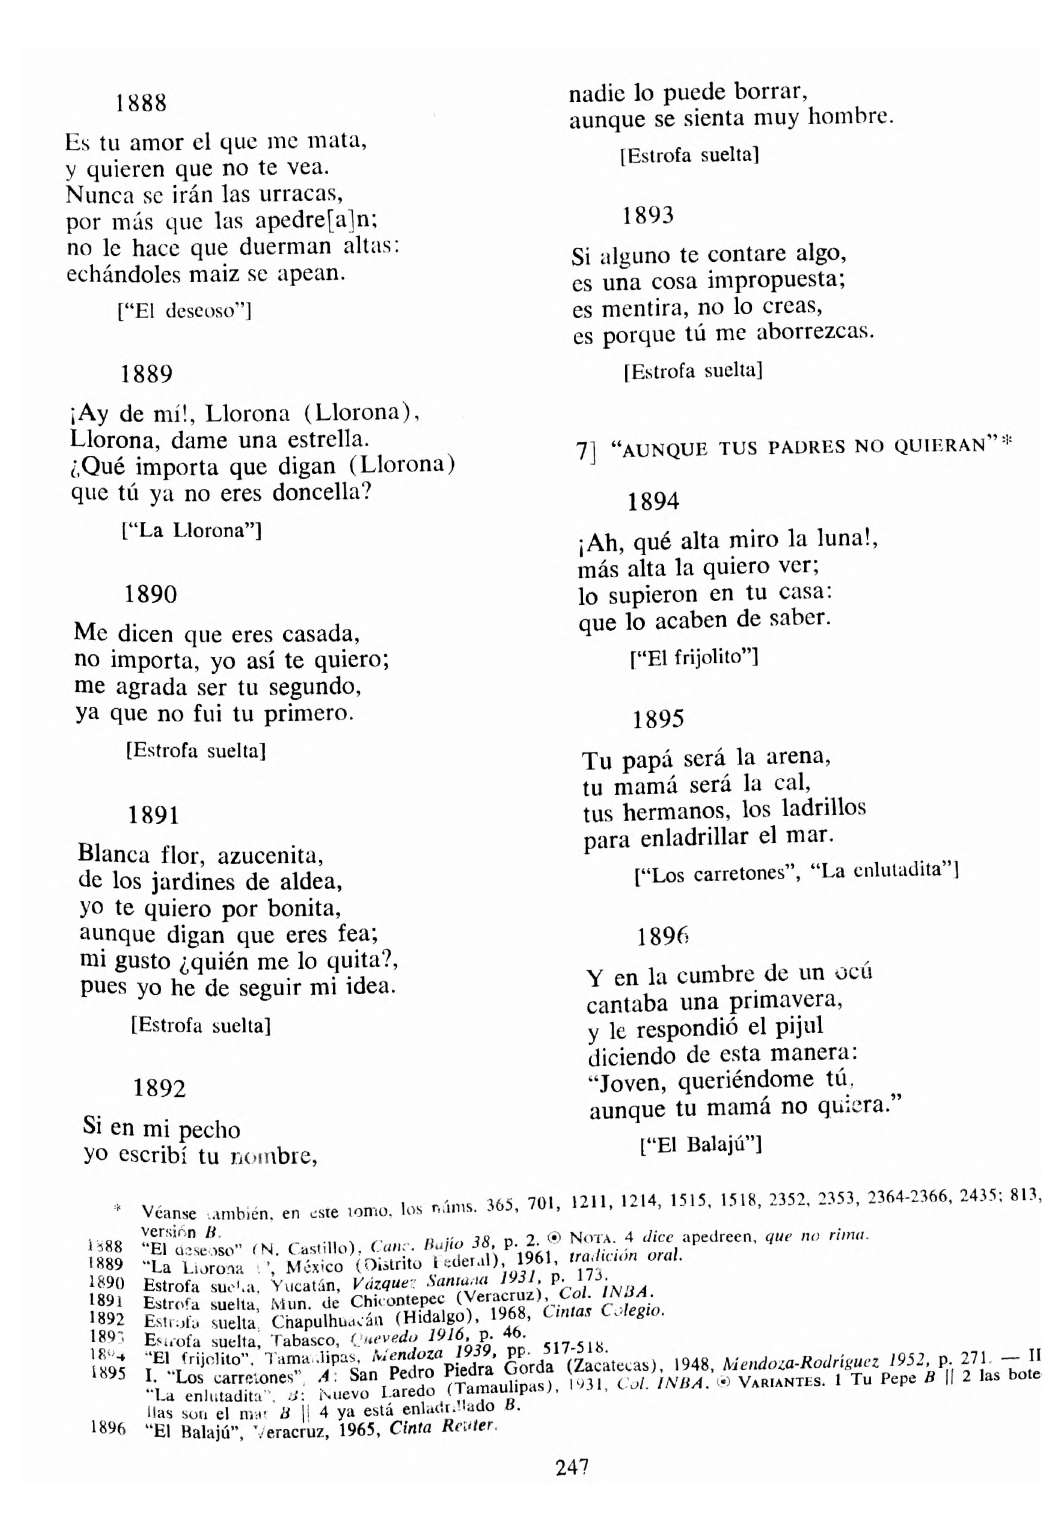 1888
Es tu amor el que me mata,
y quieren que no te vea.
Nunca se irán las urracas,
por más que las apedre[a]n;
no le hace que duerman altas:
echándoles maiz se apean.
[“El deseoso”]
1889
¡Ay de mí!, Llorona (Llorona),
Llorona, dame una estrella.
¿Qué importa que digan (Llorona)
que tú ya no eres doncella?
[“La Llorona”]
1890
Me dicen que eres casada,
no importa, yo así te quiero;
me agrada ser tu segundo,
ya que no fui tu primero.
[Estrofa suelta]
1891
Blanca flor, azucenita,
de los jardines de aldea,
yo te quiero por bonita,
aunque digan que eres fea;
mi gusto ¿quién me lo quita?,
pues yo he de seguir mi idea.
[Estrofa suelta]
1892
Si en mi pecho
yo escribí tu nombre,
nadie lo puede borrar,
aunque se sienta muy hombre.
[Estrofa suelta]
1893
Si alguno te contare algo,
es una cosa impropuesta;
es mentira, no lo creas,
es porque tú me aborrezcas.
[Estrofa suelta]
7] “AUNQUE TUS PADRES NO QUIERAN”*
1894
¡Ah, qué alta miro la luna!,
más alta la quiero ver;
lo supieron en tu casa:
que lo acaben de saber.
[“El frijolito”]
1895
Tu papá será la arena,
tu mamá será la cal,
tus hermanos, los ladrillos
para enladrillar el mar.
[“Los carretones”, “La enlutadita”]
1896
Y en la cumbre de un ocú
cantaba una primavera,
y le respondió el pijul
diciendo de esta manera:
“Joven, queriéndome tú,
aunque tu mamá no quiera.”
[“El Balajú”]
* Véanse también, en este tomo, los núms. 365, 701, 1211, 1214, 1515, 1518, 2352, 2353, 2364-2366, 2435; 813,
versión B.
1888 “El deseoso” (N. Castillo), Canc. Bajío 38, p. 2. ⊙ NOTA. 4 dice apedreen, que no rima.
1889 “La Llorona”, México (Distrito Federal), 1961, tradición oral.
1890 Estrofa suelta, Yucatán, Vázquez Santana 1931, p. 173.
1891 Estrofa suelta, Mun. de Chicontepec (Veracruz), Col. INBA.
1892 Estrofa suelta, Chapulhuacán (Hidalgo), 1968, Cintas Colegio.
1893 Estrofa suelta, Tabasco, Quevedo 1916, p. 46.
1894 “El frijolito”, Tamaulipas, Mendoza 1939, pp. 517-518.
1895 I. “Los carretones”, A: San Pedro Piedra Gorda (Zacatecas), 1948, Mendoza-Rodríguez 1952, p. 271. — II
“La enlutadita”, B: Nuevo Laredo (Tamaulipas), 1931, Col. INBA. ⊙ VARIANTES. 1 Tu Pepe B || 2 las bote
llas son el mar B || 4 ya está enladrillado B.
1896 “El Balajú”, Veracruz, 1965, Cinta Reuter.
247